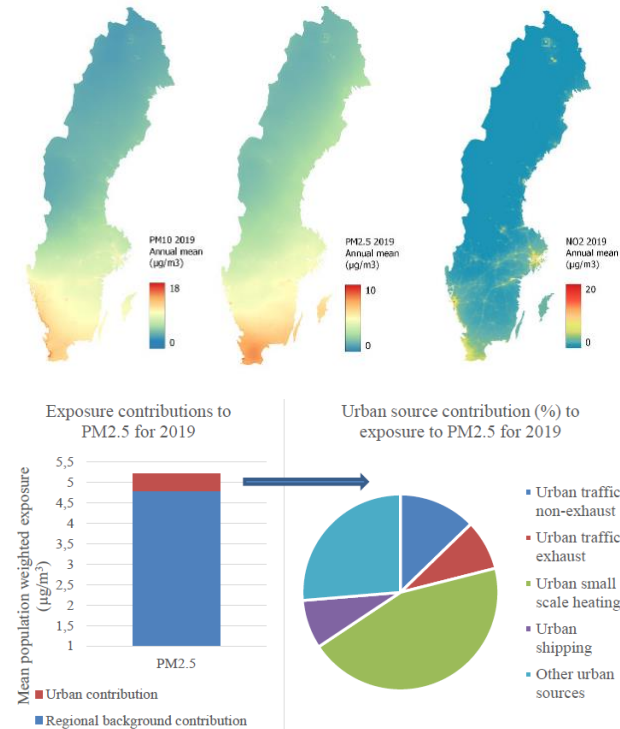 PM10 2019
Annual mean
(µg/m3)
18
0
PM2.5 2019
Annual mean
(µg/m3)
10
0
NO2 2019
Annual mean
(µg/m3)
20
0
Exposure contributions to
PM2.5 for 2019
Mean population weighted exposure
(µg/m³)
5,5
5
4,5
4
3,5
3
2,5
2
1,5
1
PM2.5
Urban contribution
Regional background contribution
Urban source contribution (%) to
exposure to PM2.5 for 2019
Urban traffic
non-exhaust
Urban traffic
exhaust
Urban small
scale heating
Urban
shipping
Other urban
sources